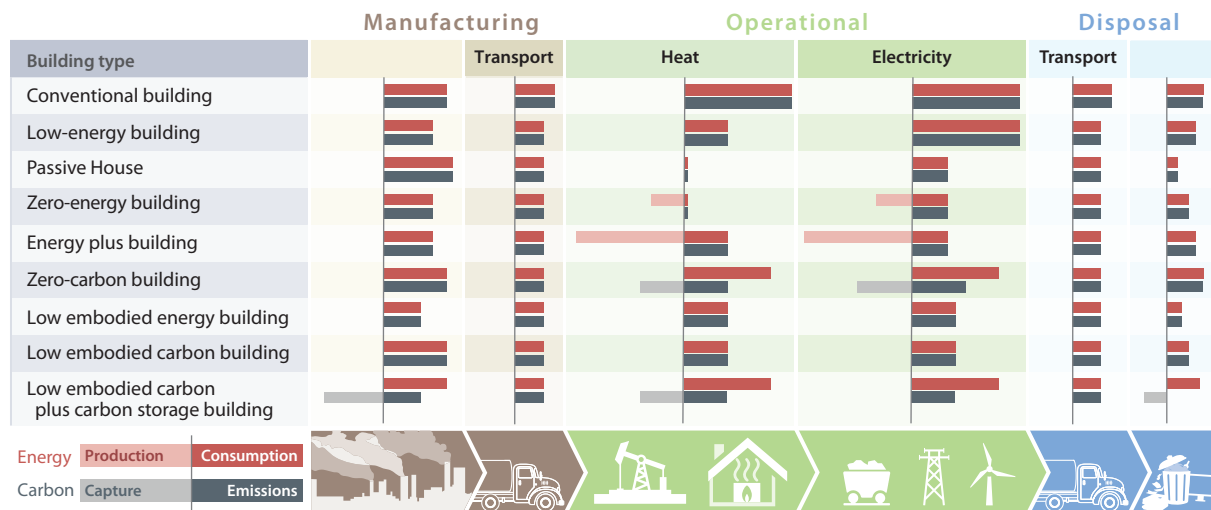 Manufacturing Operational Disposal
Building type Transport Heat Electricity Transport
Conventional building
Low-energy building
Passive House
Zero-energy building
Energy plus building
Zero-carbon building
Low embodied energy building
Low embodied carbon building
Low embodied carbon
plus carbon storage building
Energy Production Consumption
Carbon Capture Emissions